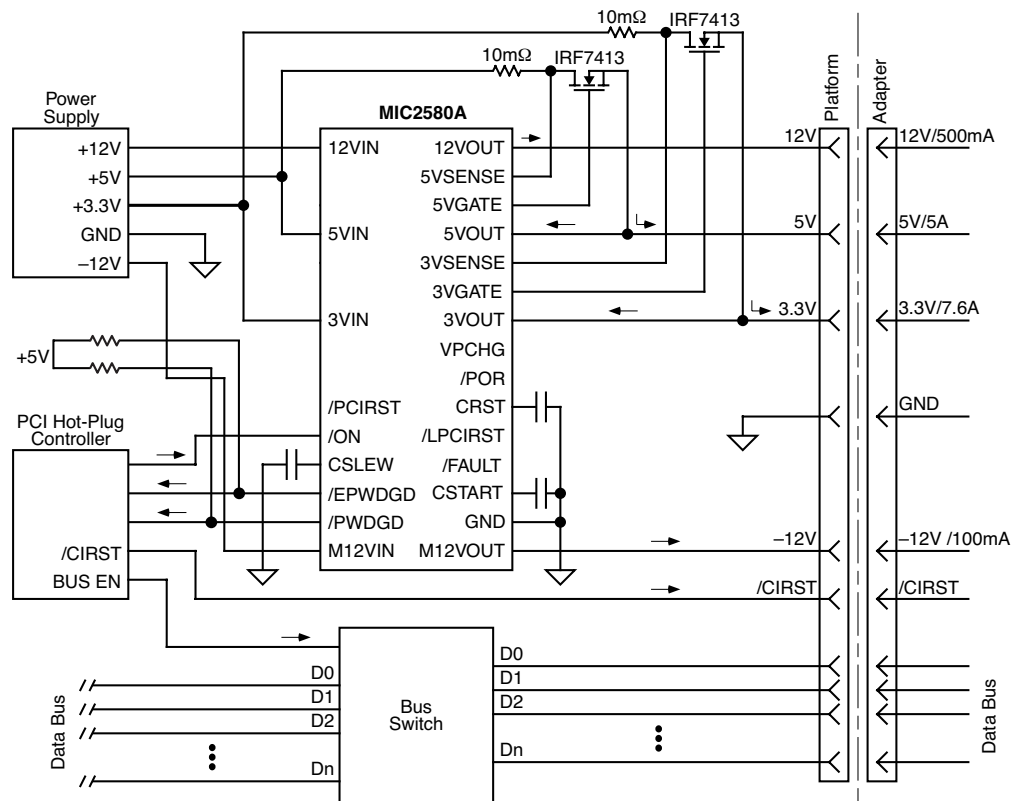 10mΩ
IRF7413
10mΩ
IRF7413
Platform
Adapter
Power
Supply
MIC2580A
+12V
12VIN
12VOUT
12V
12V/500mA
+5V
5VSENSE
+3.3V
5VGATE
GND
5VIN
5VOUT
5V
5V/5A
–12V
3VSENSE
3VGATE
3VIN
3VOUT
3.3V
3.3V/7.6A
+5V
VPCHG
/POR
/PCIRST
CRST
GND
PCI Hot-Plug
Controller
/ON
/LPCIRST
CSLEW
/FAULT
/EPWDGD
CSTART
/PWDGD
GND
/CIRST
M12VIN
M12VOUT
–12V
–12V /100mA
BUS EN
/CIRST
/CIRST
Data Bus
D0
D1
D2
Dn
Bus
Switch
D0
D1
D2
Dn
Data Bus